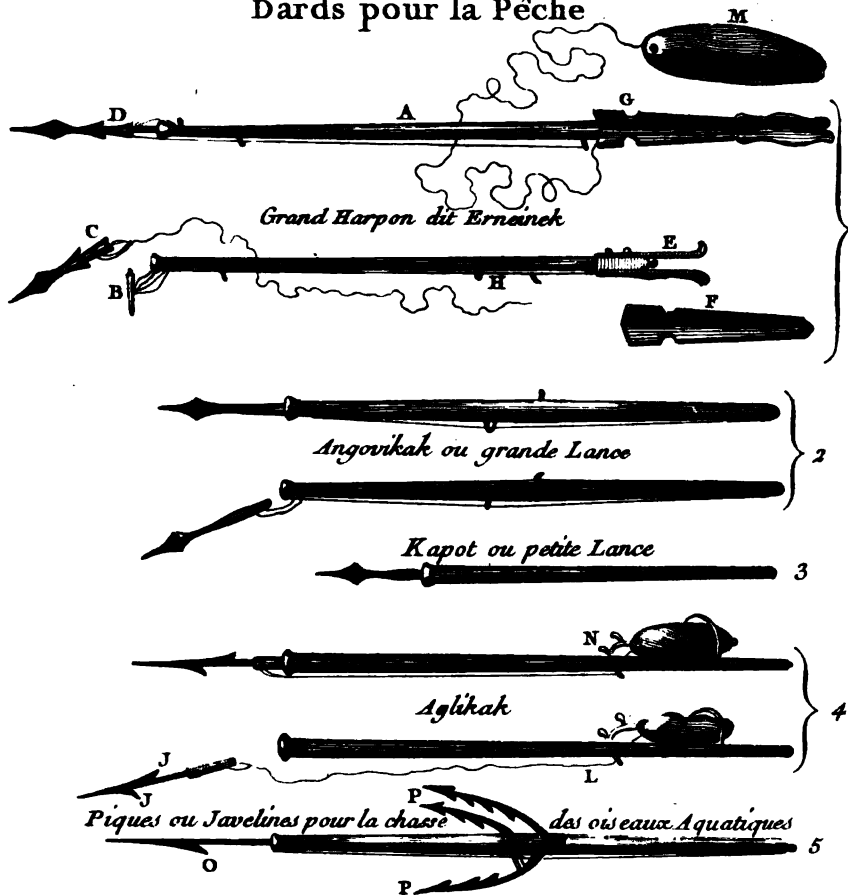 Dards pour la Pêche
M
D A G
Grand Harpon dit Erneinek
C E
B H
F
Angovikak ou grande Lance
2
Kapot ou petite Lance
3
N
Aglikak
4
J
J L
P
Piques ou Javelines pour la chasse des oiseaux Aquatiques
5
O
P